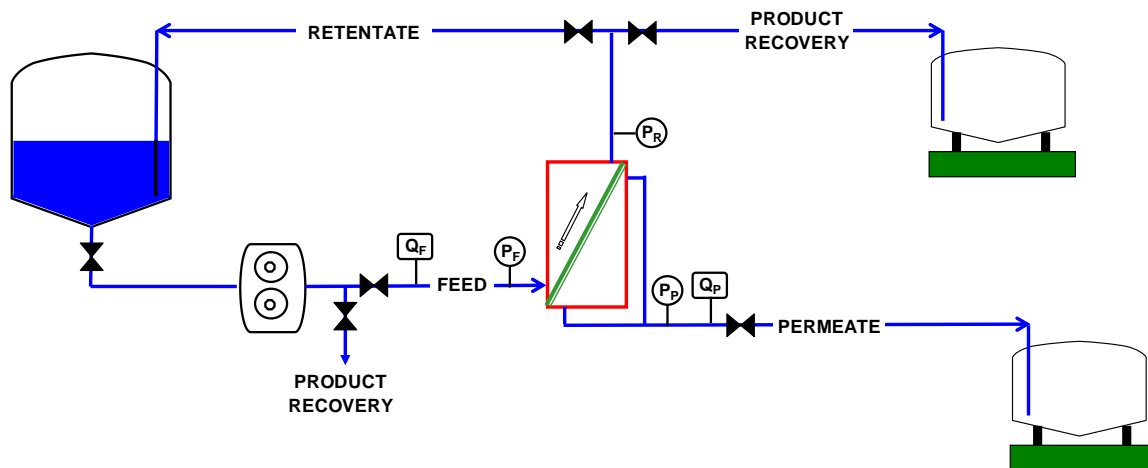 RETENTATE
PRODUCT
RECOVERY
PR
QF
PF
FEED
PP
QP
PERMEATE
PRODUCT
RECOVERY